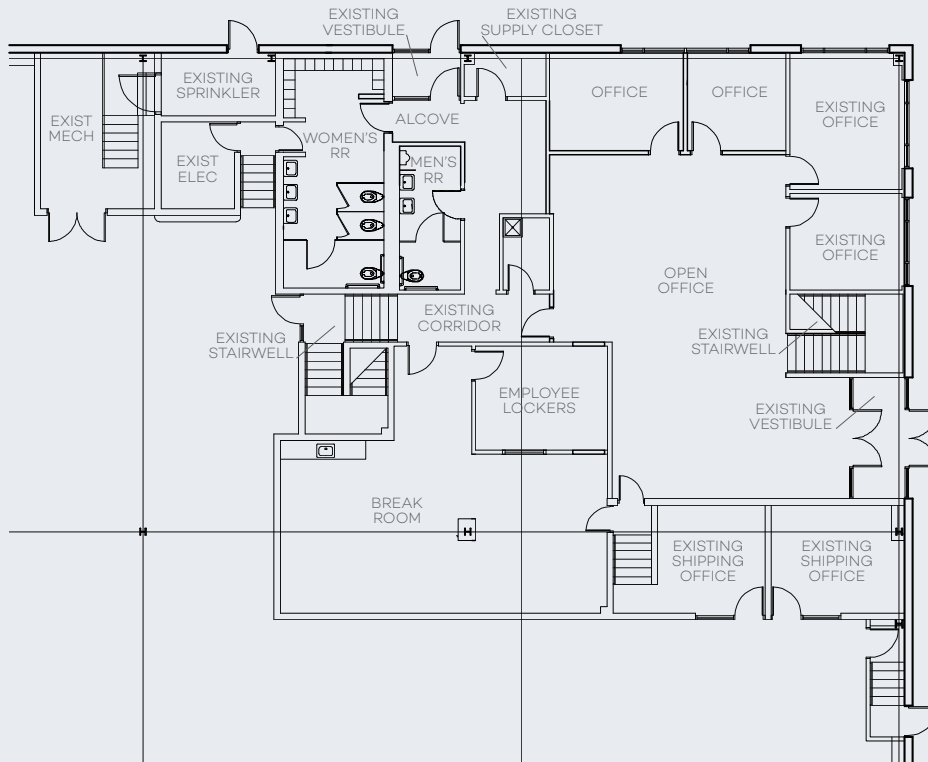 EXISTING
VESTIBULE
EXISTING
SUPPLY CLOSET
EXISTING
SPRINKLER
EXIST
MECH
EXIST
ELEC
WOMEN'S
RR
ALCOVE
MEN'S
RR
OFFICE
OFFICE
EXISTING
OFFICE
EXISTING
OFFICE
OPEN
OFFICE
EXISTING
CORRIDOR
EXISTING
STAIRWELL
EXISTING
STAIRWELL
EMPLOYEE
LOCKERS
EXISTING
VESTIBULE
BREAK
ROOM
EXISTING
SHIPPING
OFFICE
EXISTING
SHIPPING
OFFICE